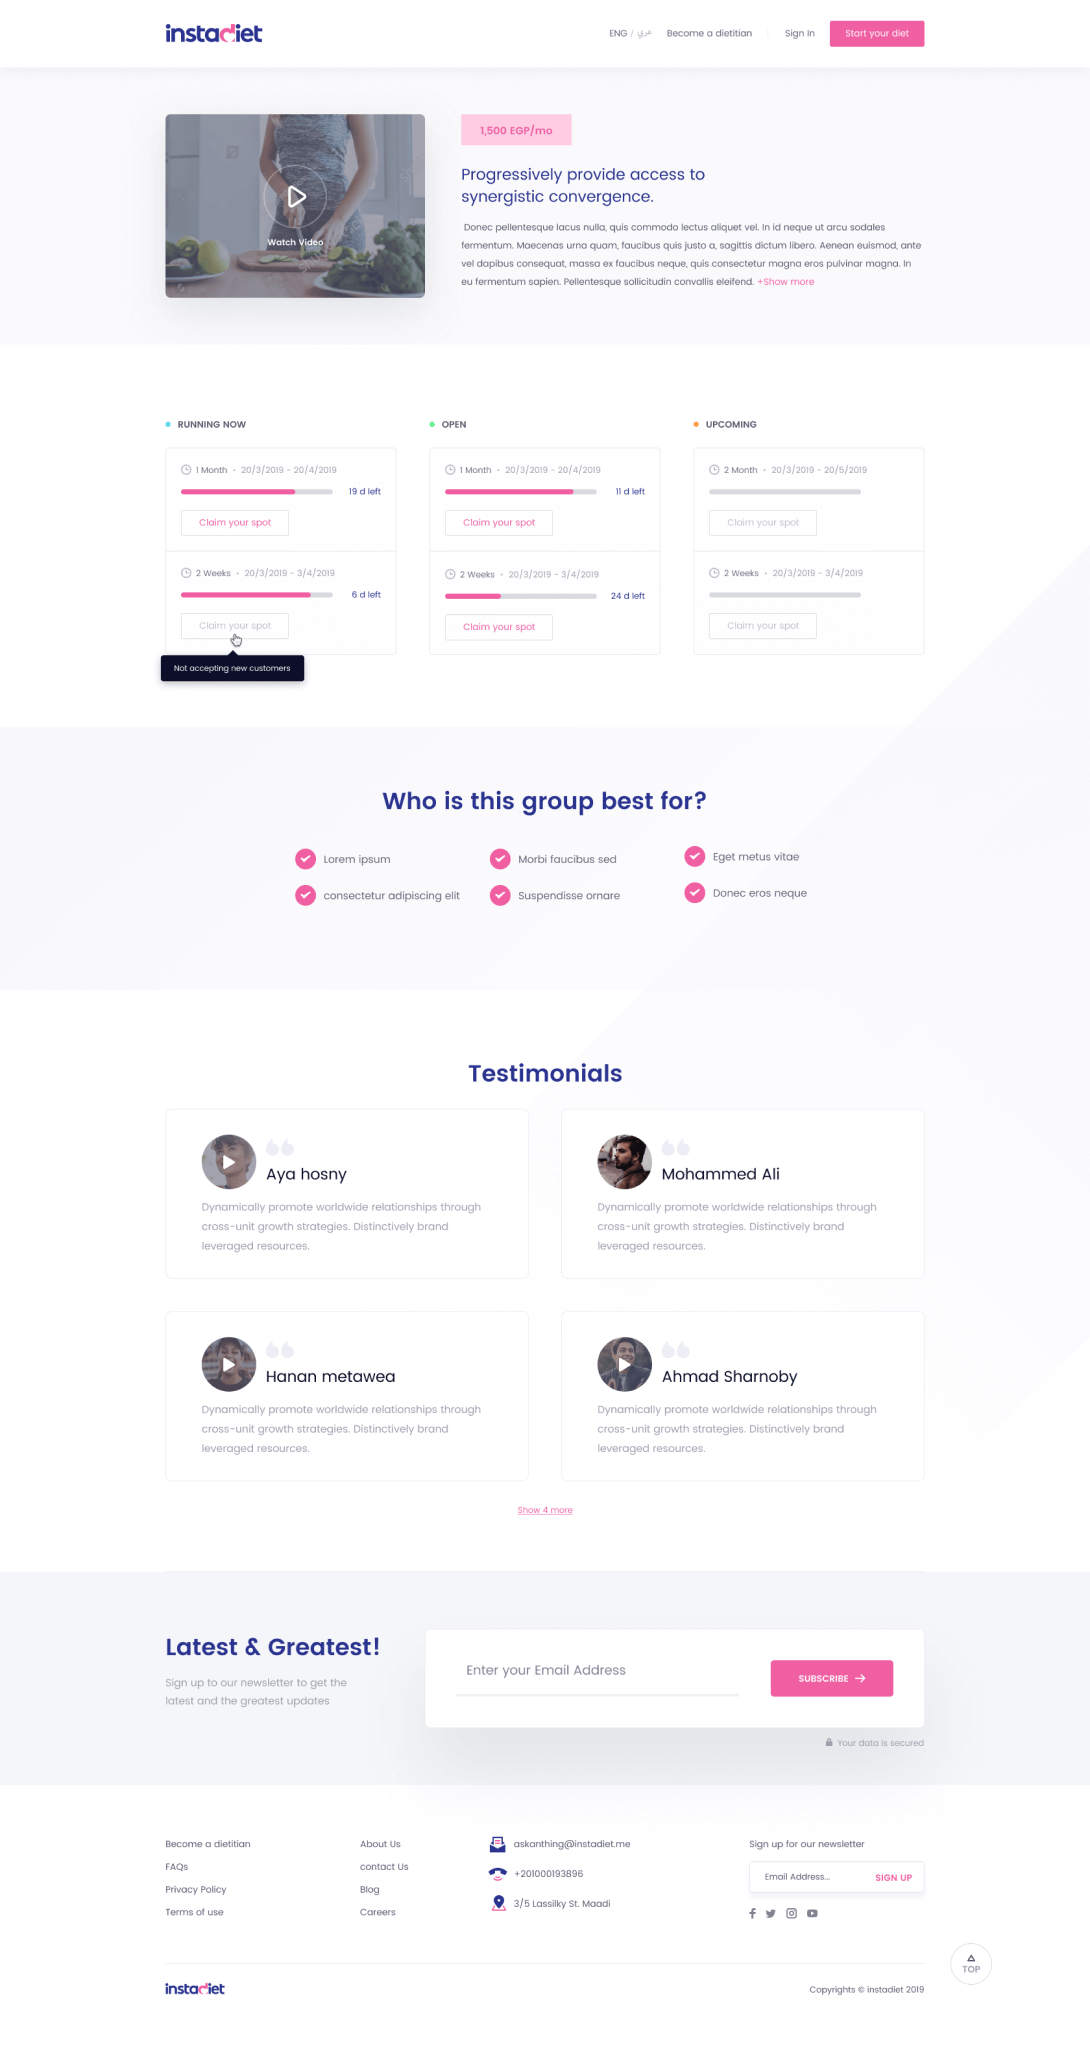 instadiet
ENG / عربي
Become a dietitian
Sign In
Start your diet
Watch Video
1,500 EGP/mo
Progressively provide access to
synergistic convergence.
Donec pellentesque lacus nulla, quis commodo lectus aliquet vel. In id neque ut arcu sodales
fermentum. Maecenas urna quam, faucibus quis justo a, sagittis dictum libero. Aenean euismod, ante
vel dapibus consequat, massa ex faucibus neque, quis consectetur magna eros pulvinar magna. In
eu fermentum sapien. Pellentesque sollicitudin convallis eleifend. +Show more
RUNNING NOW
1 Month • 20/3/2019 - 20/4/2019
19 d left
Claim your spot
2 Weeks • 20/3/2019 - 3/4/2019
6 d left
Claim your spot
Not accepting new customers
OPEN
1 Month • 20/3/2019 - 20/4/2019
11 d left
Claim your spot
2 Weeks • 20/3/2019 - 3/4/2019
24 d left
Claim your spot
UPCOMING
2 Month • 20/3/2019 - 20/5/2019
Claim your spot
2 Weeks • 20/3/2019 - 3/4/2019
Claim your spot
Who is this group best for?
Lorem ipsum
Morbi faucibus sed
Eget metus vitae
consectetur adipiscing elit
Suspendisse ornare
Donec eros neque
Testimonials
Aya hosny
Dynamically promote worldwide relationships through
cross-unit growth strategies. Distinctively brand
leveraged resources.
Mohammed Ali
Dynamically promote worldwide relationships through
cross-unit growth strategies. Distinctively brand
leveraged resources.
Hanan metawea
Dynamically promote worldwide relationships through
cross-unit growth strategies. Distinctively brand
leveraged resources.
Ahmad Sharnoby
Dynamically promote worldwide relationships through
cross-unit growth strategies. Distinctively brand
leveraged resources.
Show 4 more
Latest & Greatest!
Sign up to our newsletter to get the
latest and the greatest updates
Enter your Email Address
SUBSCRIBE
Your data is secured
Become a dietitian
FAQs
Privacy Policy
Terms of use
About Us
contact Us
Blog
Careers
askanthing@instadiet.me
+201000193896
3/5 Lassilky St. Maadi
Sign up for our newsletter
Email Address...
SIGN UP
TOP
instadiet
Copyrights © instadiet 2019